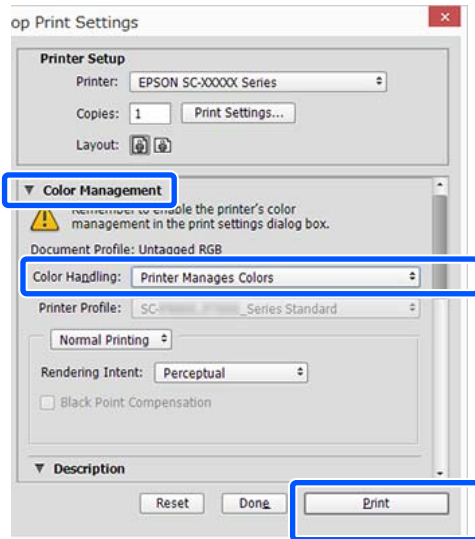 op Print Settings
Printer Setup
Printer: EPSON SC-XXXXX Series
Copies: 1 Print Settings...
Layout:
Color Management
Remember to enable the printer's color
management in the print settings dialog box.
Document Profile: Untagged RGB
Color Handling: Printer Manages Colors
Printer Profile: SC- _Series Standard
Normal Printing
Rendering Intent: Perceptual
Black Point Compensation
Description
Reset Done Print